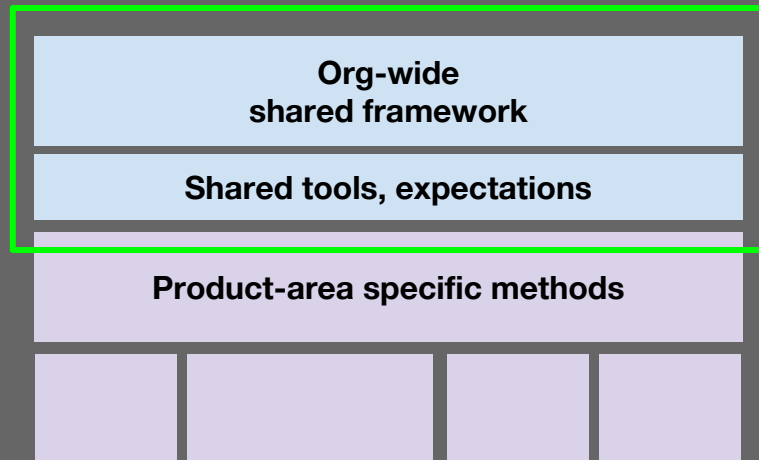 Org-wide
shared framework
Shared tools, expectations
Product-area specific methods